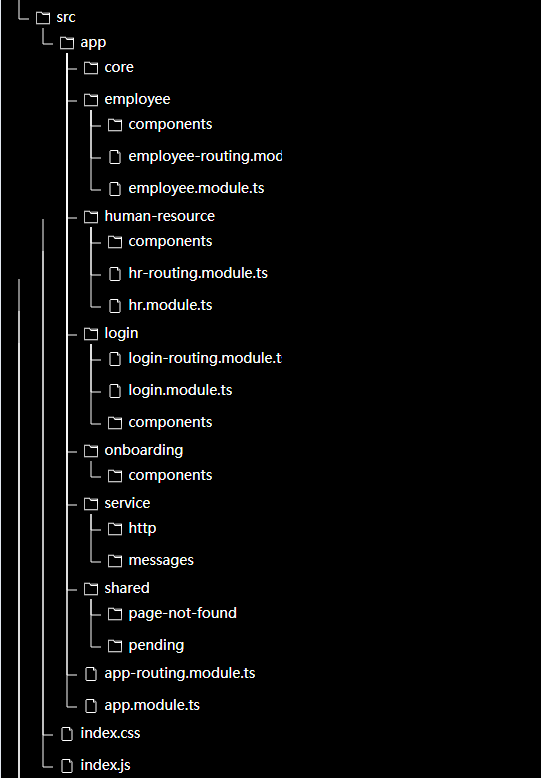 src
app
core
employee
components
employee-routing.mod
employee.module.ts
human-resource
components
hr-routing.module.ts
hr.module.ts
login
login-routing.module.t
login.module.ts
components
onboarding
components
service
http
messages
shared
page-not-found
pending
app-routing.module.ts
app.module.ts
index.css
index.js